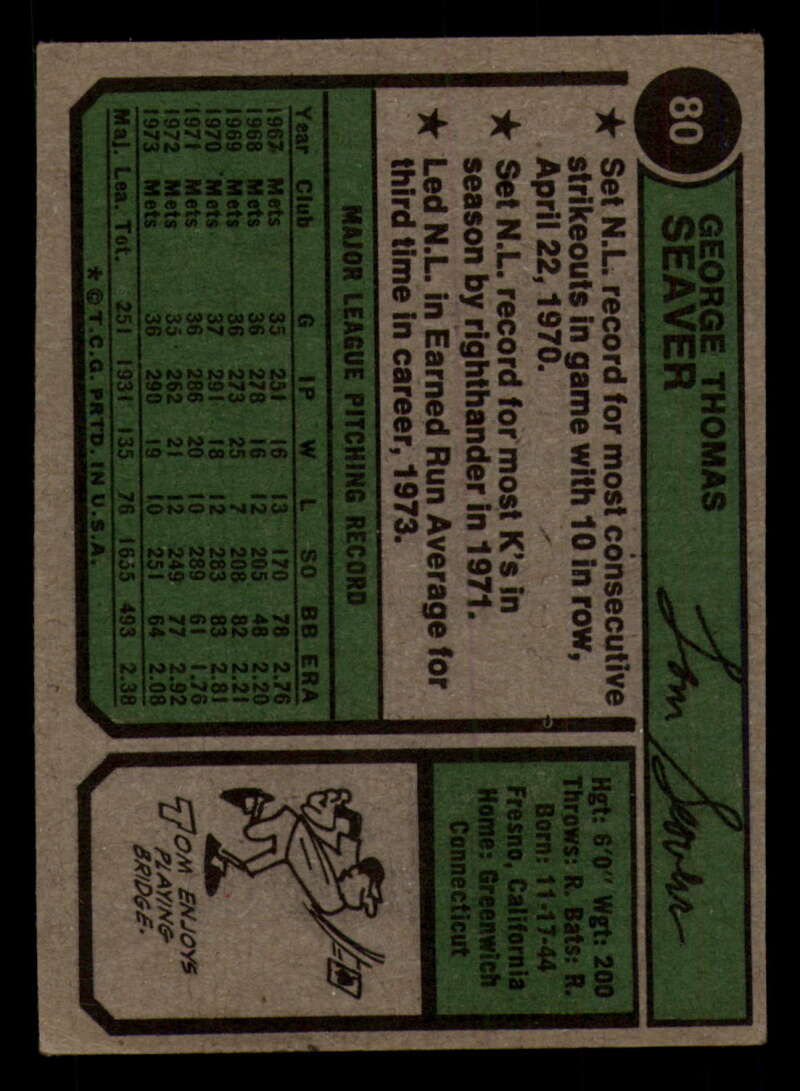 80
GEORGE THOMAS
SEAVER
Tom Seaver
★ Set N.L. record for most consecutive
strikeouts in game with 10 in row,
April 22, 1970.
★ Set N.L. record for most K's in
season by righthander in 1971.
★ Led N.L. in Earned Run Average for
third time in career, 1973.
Hgt: 6'0" Wgt: 200
Throws: R. Bats: R.
Born: 11-17-44
Fresno, California
Home: Greenwich
Connecticut
MAJOR LEAGUE PITCHING RECORD
Year Club G IP W L SO BB ERA
1967 Mets 35 251 16 13 170 78 2.76
1968 Mets 36 278 16 12 205 48 2.20
1969 Mets 36 273 25 7 208 82 2.21
1970 Mets 37 291 18 12 283 83 2.81
1971 Mets 36 286 20 10 289 61 1.76
1972 Mets 35 262 21 12 249 77 2.92
1973 Mets 36 290 19 10 251 64 2.08
Maj. Lea. Tot. 251 1931 135 76 1655 493 2.38
* © T.C.G. PRTD. IN U.S.A.
TOM ENJOYS
PLAYING
BRIDGE.